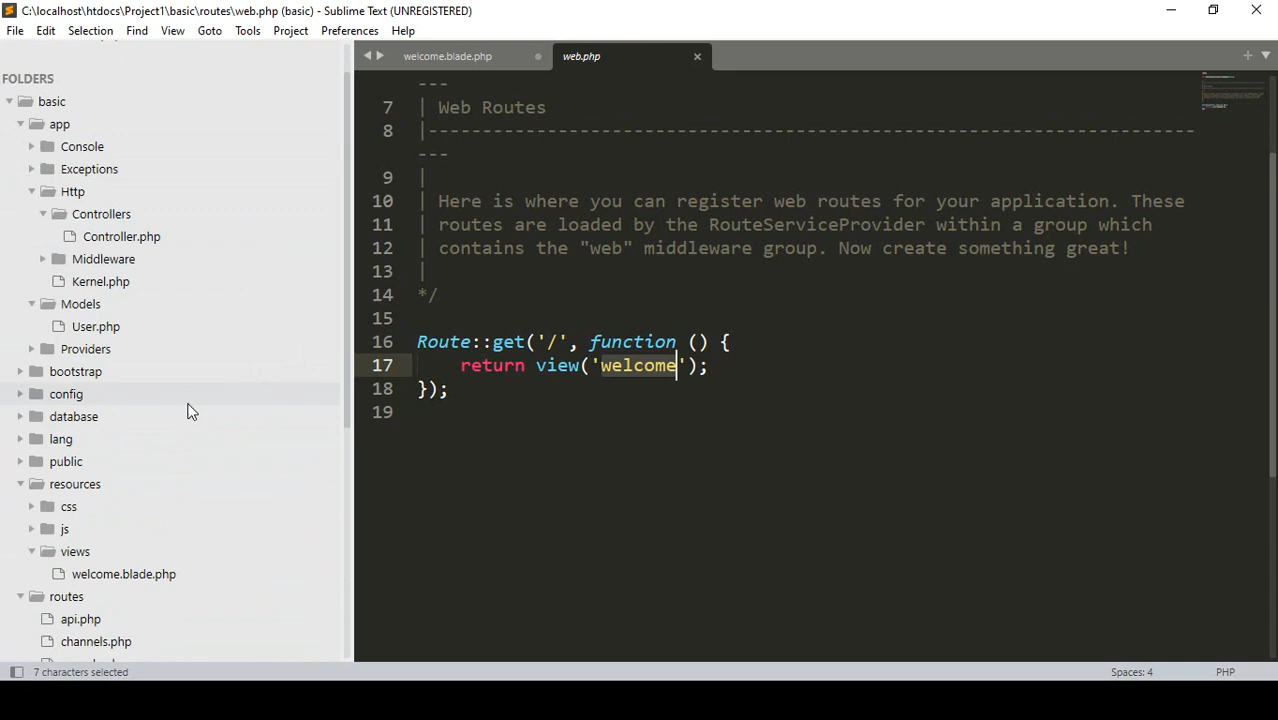 C:\localhost\htdocs\Project1\basic\routes\web.php (basic) - Sublime Text (UNREGISTERED)
File Edit Selection Find View Goto Tools Project Preferences Help
FOLDERS
basic
app
Console
Exceptions
Http
Controllers
Controller.php
Middleware
Kernel.php
Models
User.php
Providers
bootstrap
config
database
lang
public
resources
css
js
views
welcome.blade.php
routes
api.php
channels.php
welcome.blade.php web.php
---
7 | Web Routes
8 |-----------------------------------------------------------------------
---
9 |
10 | Here is where you can register web routes for your application. These
11 | routes are loaded by the RouteServiceProvider within a group which
12 | contains the "web" middleware group. Now create something great!
13 |
14 */
15
16 Route::get('/', function () {
17 return view('welcome');
18 });
19
7 characters selected
Spaces: 4 PHP